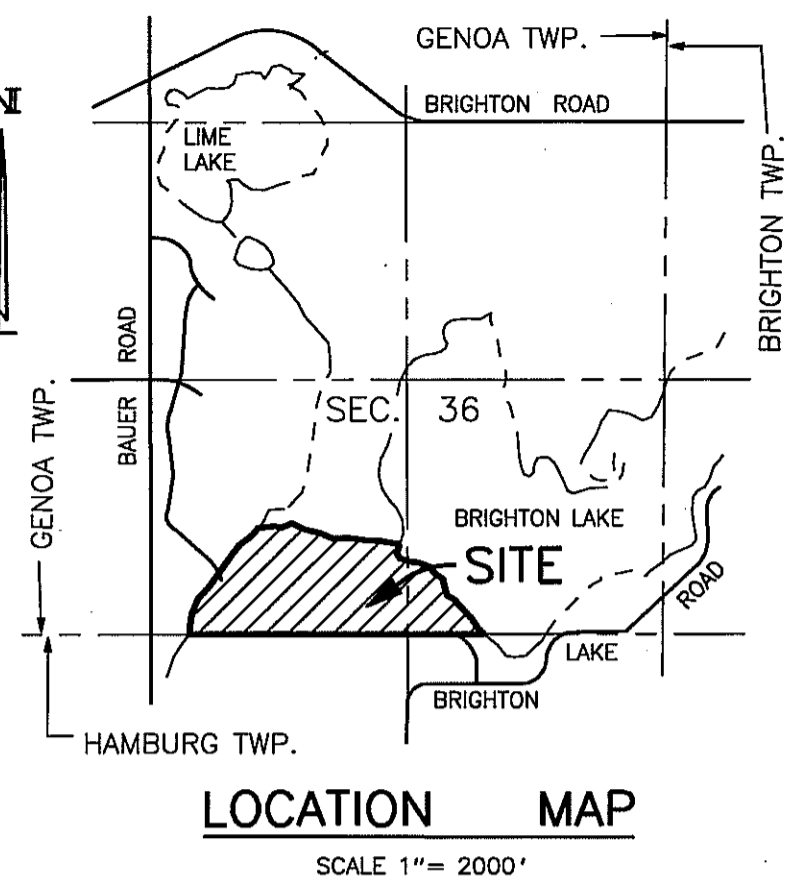 GENOA TWP.
N
BRIGHTON ROAD
LIME
LAKE
BRIGHTON TWP.
BAUER ROAD
SEC. 36
GENOA TWP.
BRIGHTON LAKE
SITE
ROAD
LAKE
BRIGHTON
HAMBURG TWP.
LOCATION MAP
SCALE 1"= 2000'